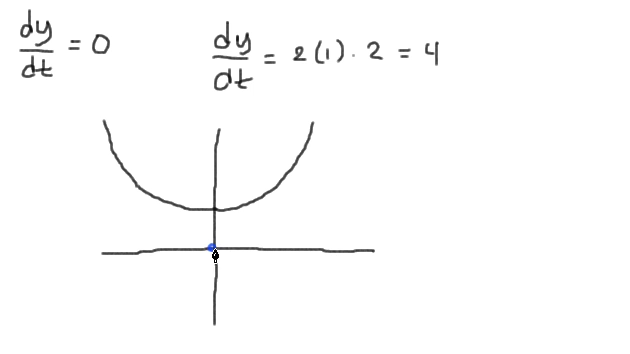 dy/dt = 0
dy/dt = 2(1) · 2 = 4